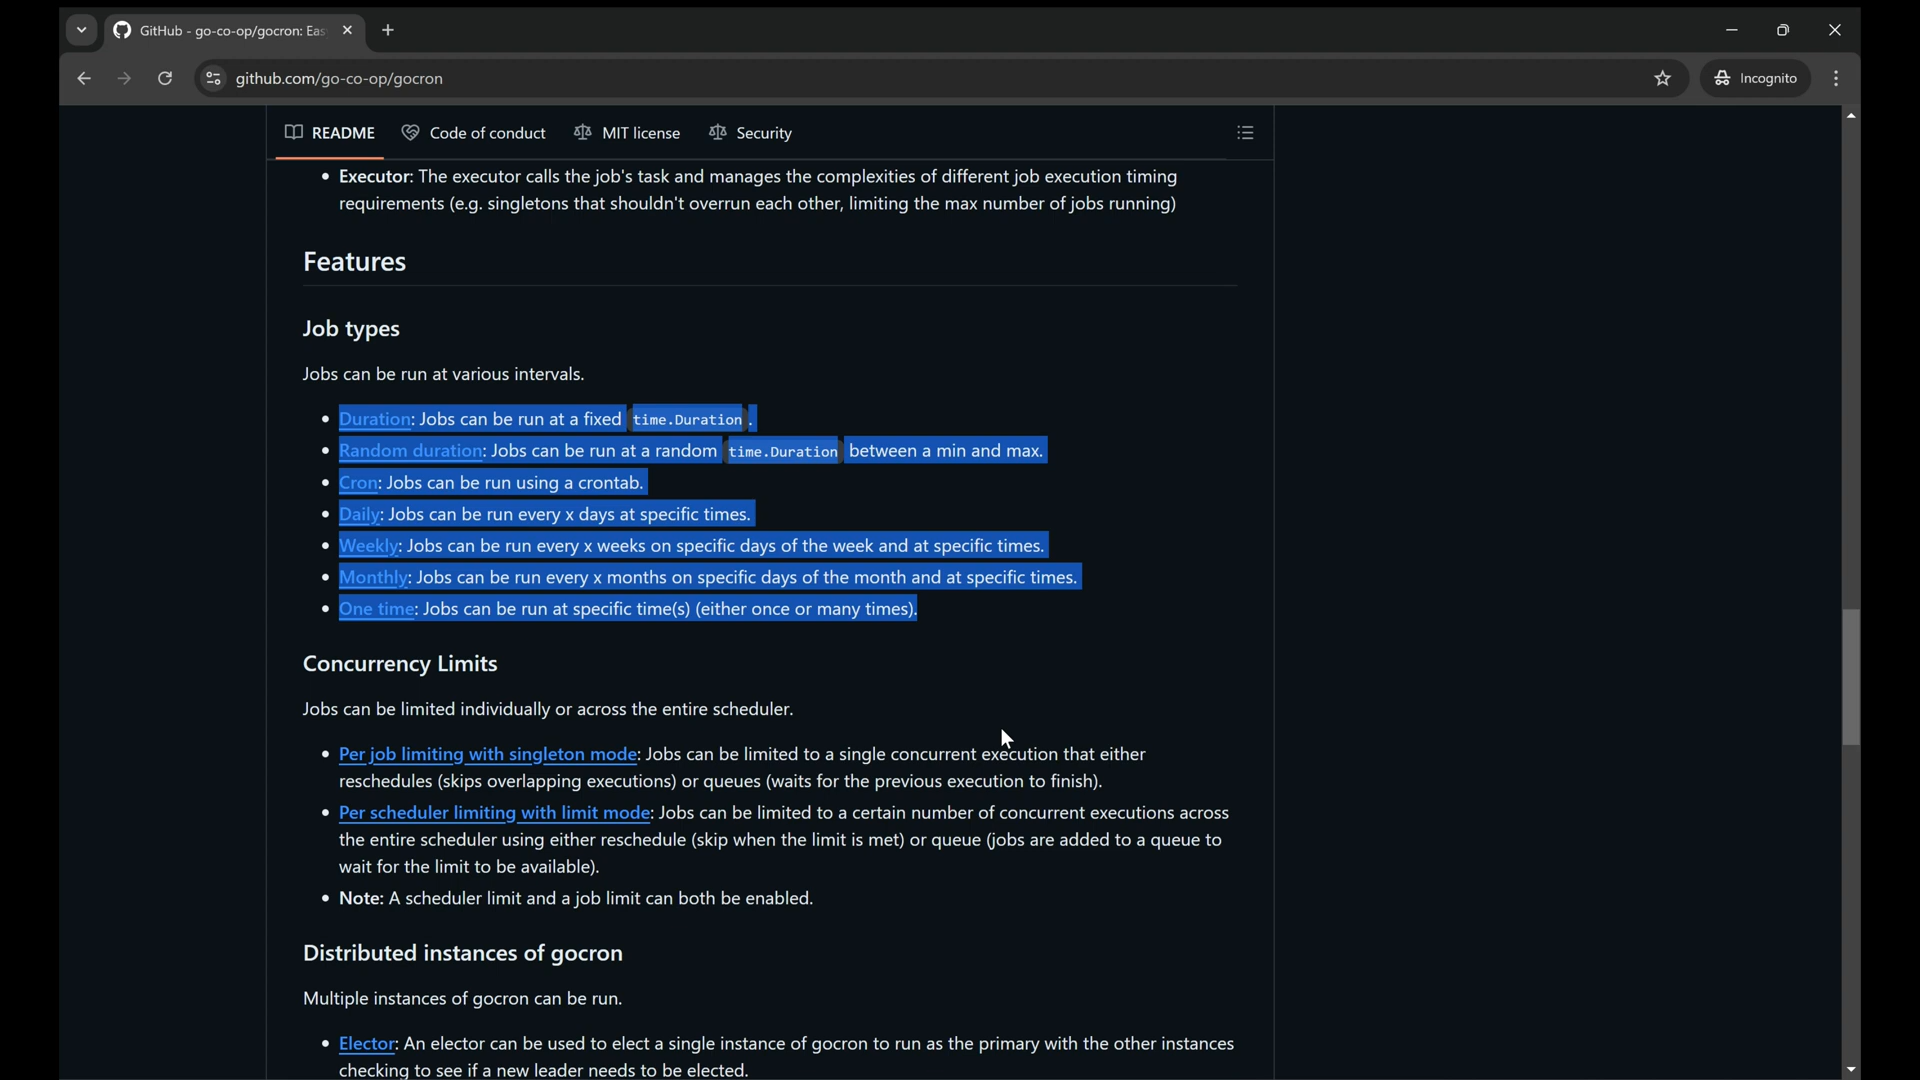 GitHub - go-co-op/gocron: Eas
github.com/go-co-op/gocron
Incognito
README
Code of conduct
MIT license
Security
Executor: The executor calls the job's task and manages the complexities of different job execution timing
requirements (e.g. singletons that shouldn't overrun each other, limiting the max number of jobs running)
Features
Job types
Jobs can be run at various intervals.
Duration: Jobs can be run at a fixed time.Duration .
Random duration: Jobs can be run at a random time.Duration between a min and max.
Cron: Jobs can be run using a crontab.
Daily: Jobs can be run every x days at specific times.
Weekly: Jobs can be run every x weeks on specific days of the week and at specific times.
Monthly: Jobs can be run every x months on specific days of the month and at specific times.
One time: Jobs can be run at specific time(s) (either once or many times).
Concurrency Limits
Jobs can be limited individually or across the entire scheduler.
Per job limiting with singleton mode: Jobs can be limited to a single concurrent execution that either
reschedules (skips overlapping executions) or queues (waits for the previous execution to finish).
Per scheduler limiting with limit mode: Jobs can be limited to a certain number of concurrent executions across
the entire scheduler using either reschedule (skip when the limit is met) or queue (jobs are added to a queue to
wait for the limit to be available).
Note: A scheduler limit and a job limit can both be enabled.
Distributed instances of gocron
Multiple instances of gocron can be run.
Elector: An elector can be used to elect a single instance of gocron to run as the primary with the other instances
checking to see if a new leader needs to be elected.